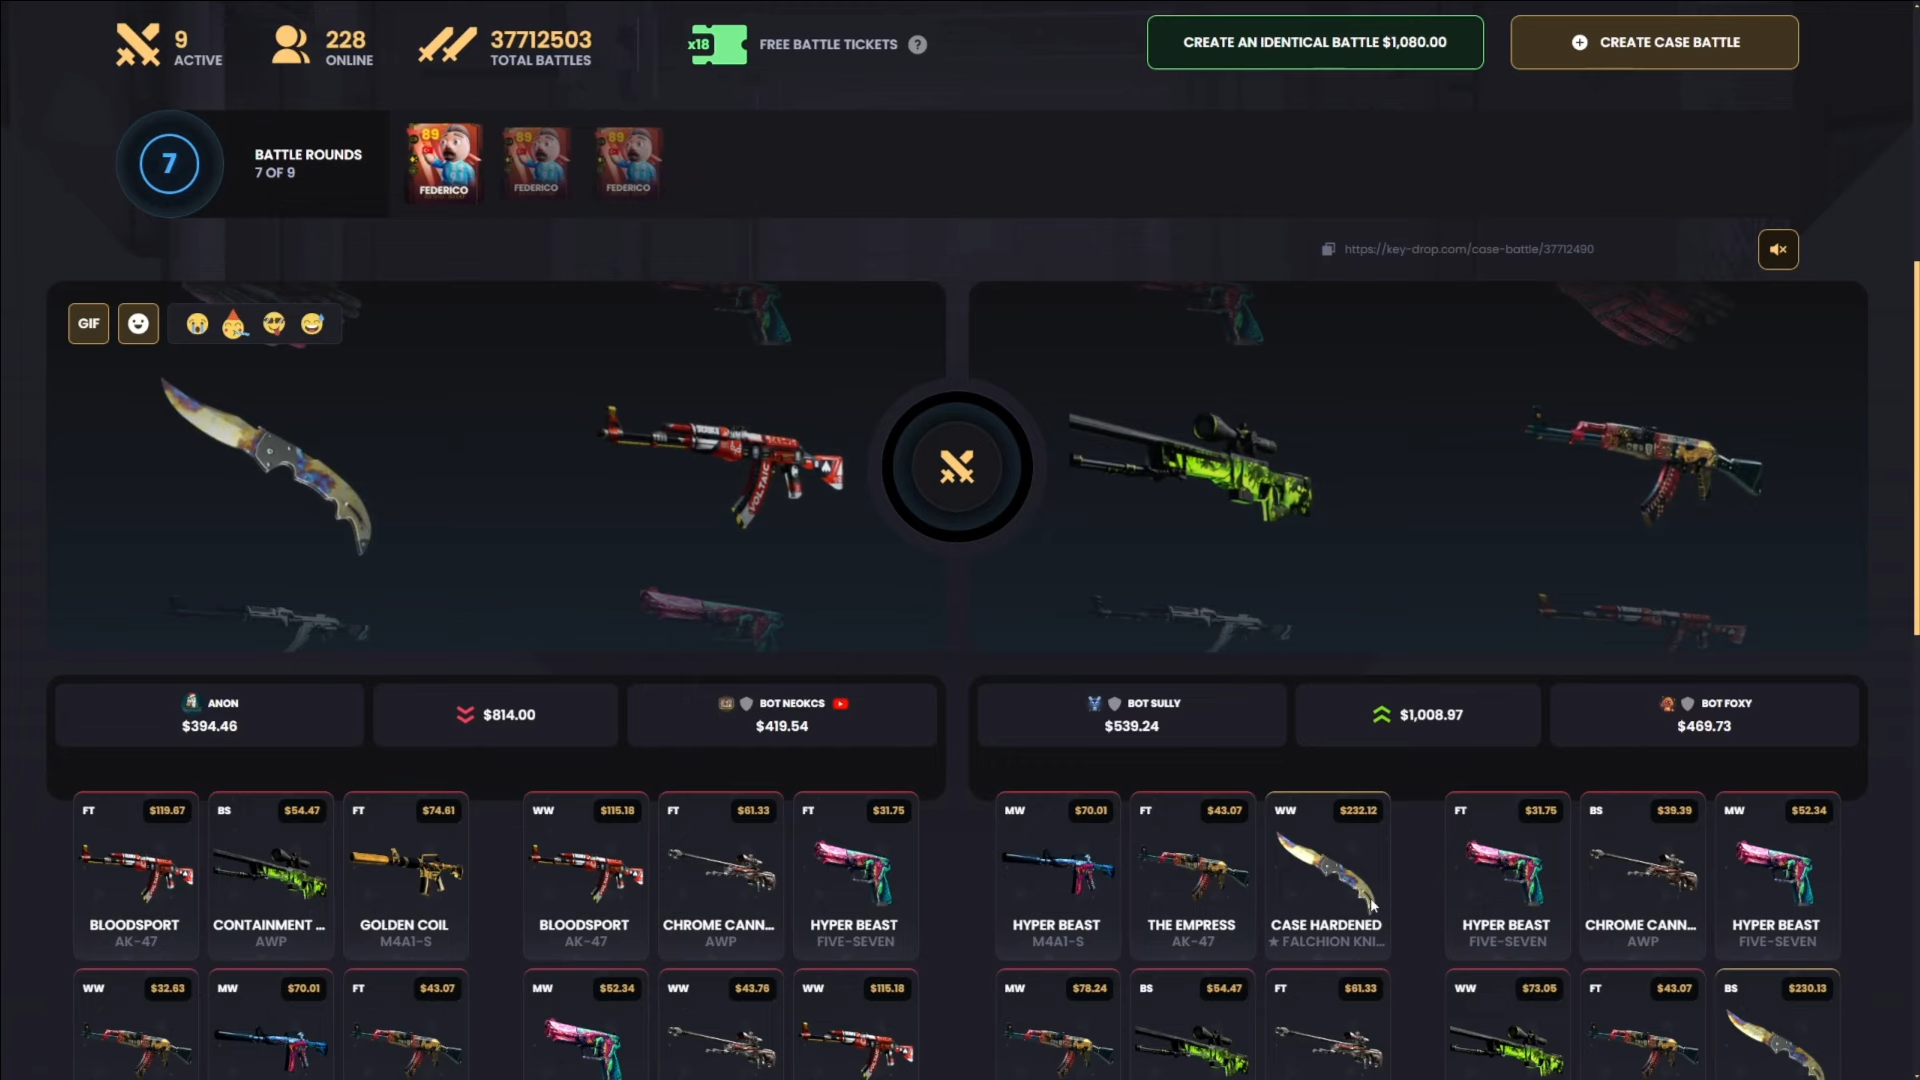 9
ACTIVE
228
ONLINE
37712503
TOTAL BATTLES
x18
FREE BATTLE TICKETS ?
CREATE AN IDENTICAL BATTLE $1,080.00
CREATE CASE BATTLE
7
BATTLE ROUNDS
7 OF 9
89
FEDERICO
89
FEDERICO
89
FEDERICO
https://key-drop.com/case-battle/37712490
GIF
VOLTAIC
ANON
$394.46
$814.00
BOT NEOKCS
$419.54
BOT SULLY
$539.24
$1,008.97
BOT FOXY
$469.73
FT $119.67
BLOODSPORT
AK-47
BS $54.47
CONTAINMENT ...
AWP
FT $74.61
GOLDEN COIL
M4A1-S
WW $115.18
BLOODSPORT
AK-47
FT $61.33
CHROME CANN...
AWP
FT $31.75
HYPER BEAST
FIVE-SEVEN
MW $70.01
HYPER BEAST
M4A1-S
FT $43.07
THE EMPRESS
AK-47
WW $232.12
CASE HARDENED
★ FALCHION KNI...
FT $31.75
HYPER BEAST
FIVE-SEVEN
BS $39.39
CHROME CANN...
AWP
MW $52.34
HYPER BEAST
FIVE-SEVEN
WW $32.63
MW $70.01
FT $43.07
MW $52.34
WW $43.76
WW $115.18
MW $78.24
BS $54.47
FT $61.33
WW $73.05
FT $43.07
BS $230.13